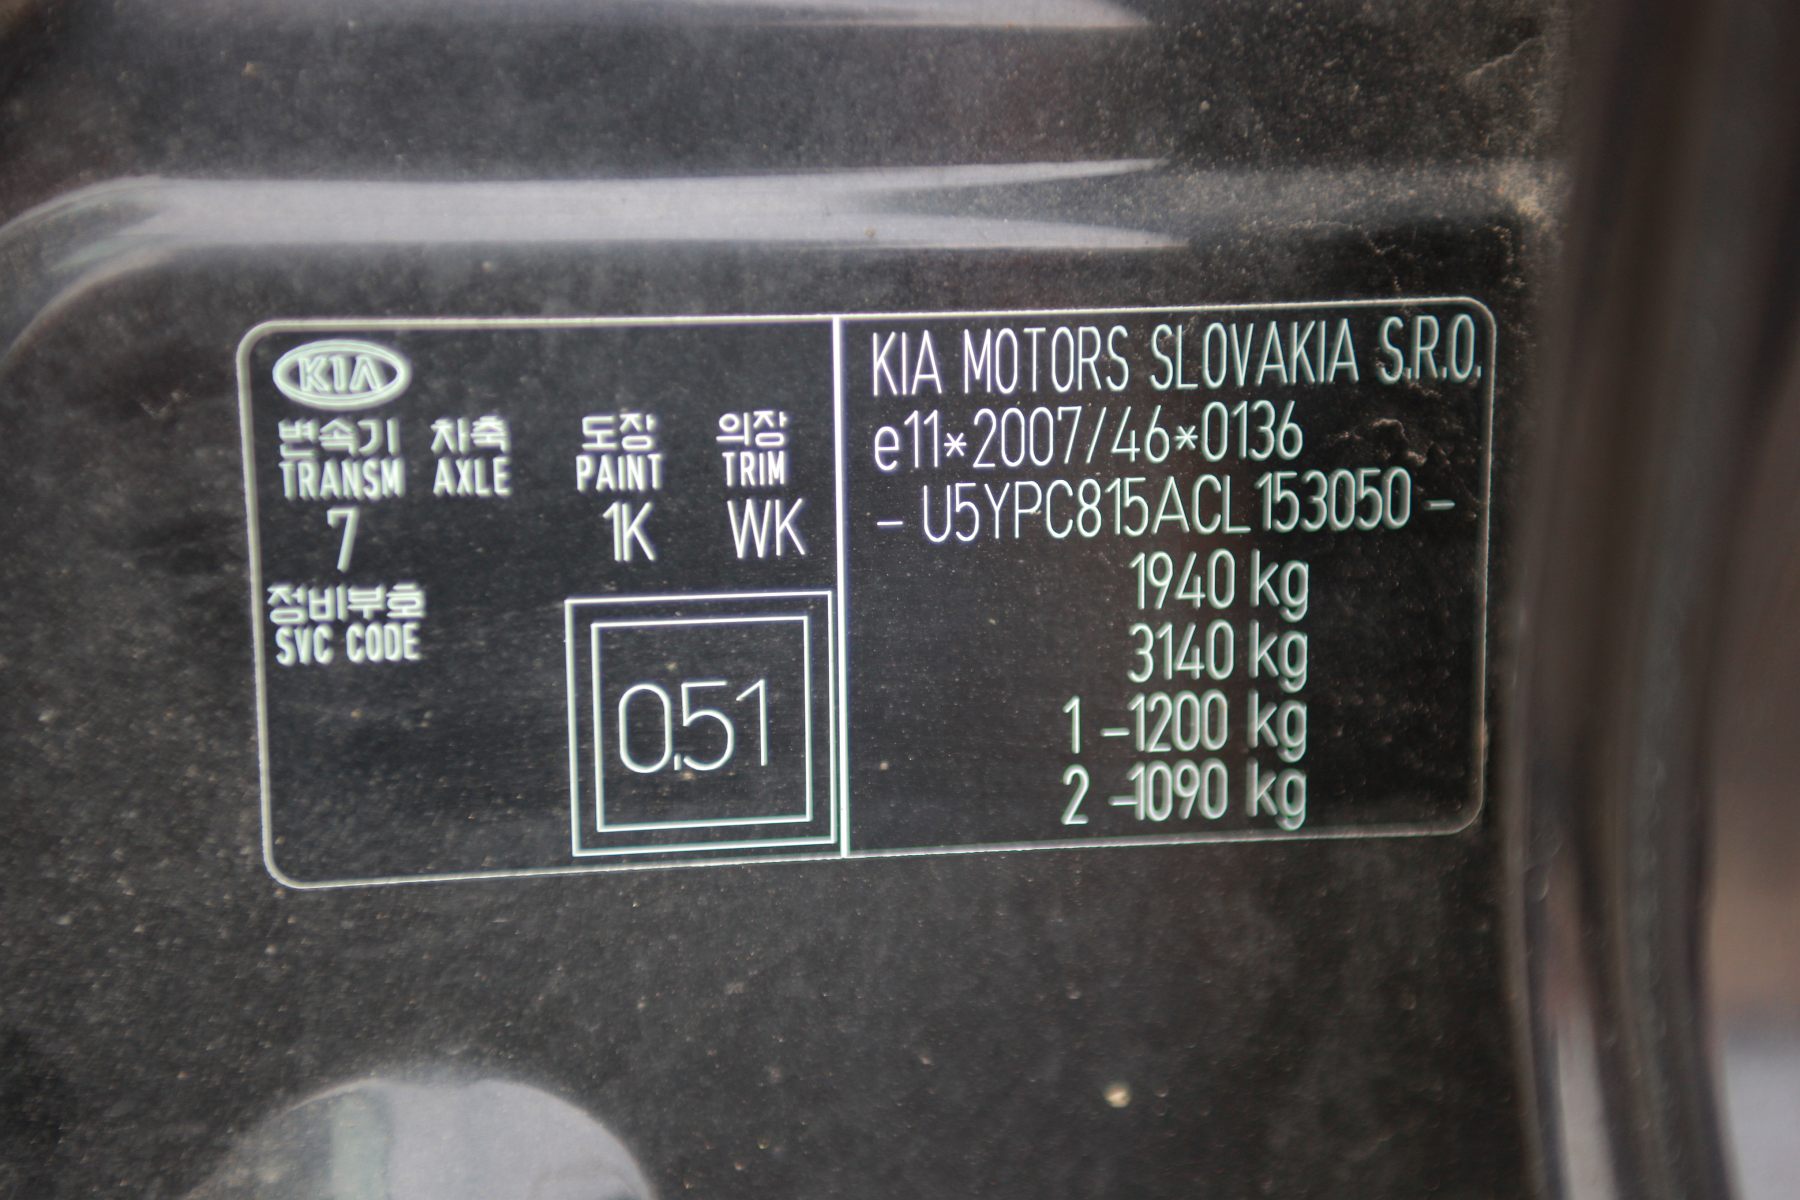 KIA
변속기 차축 도장 의장
TRANSM AXLE PAINT TRIM
7 1K WK
정비부호
SVC CODE
0.51
KIA MOTORS SLOVAKIA S.R.O.
e11*2007/46*0136
- U5YPC815ACL153050 -
1940 kg
3140 kg
1 -1200 kg
2 -1090 kg